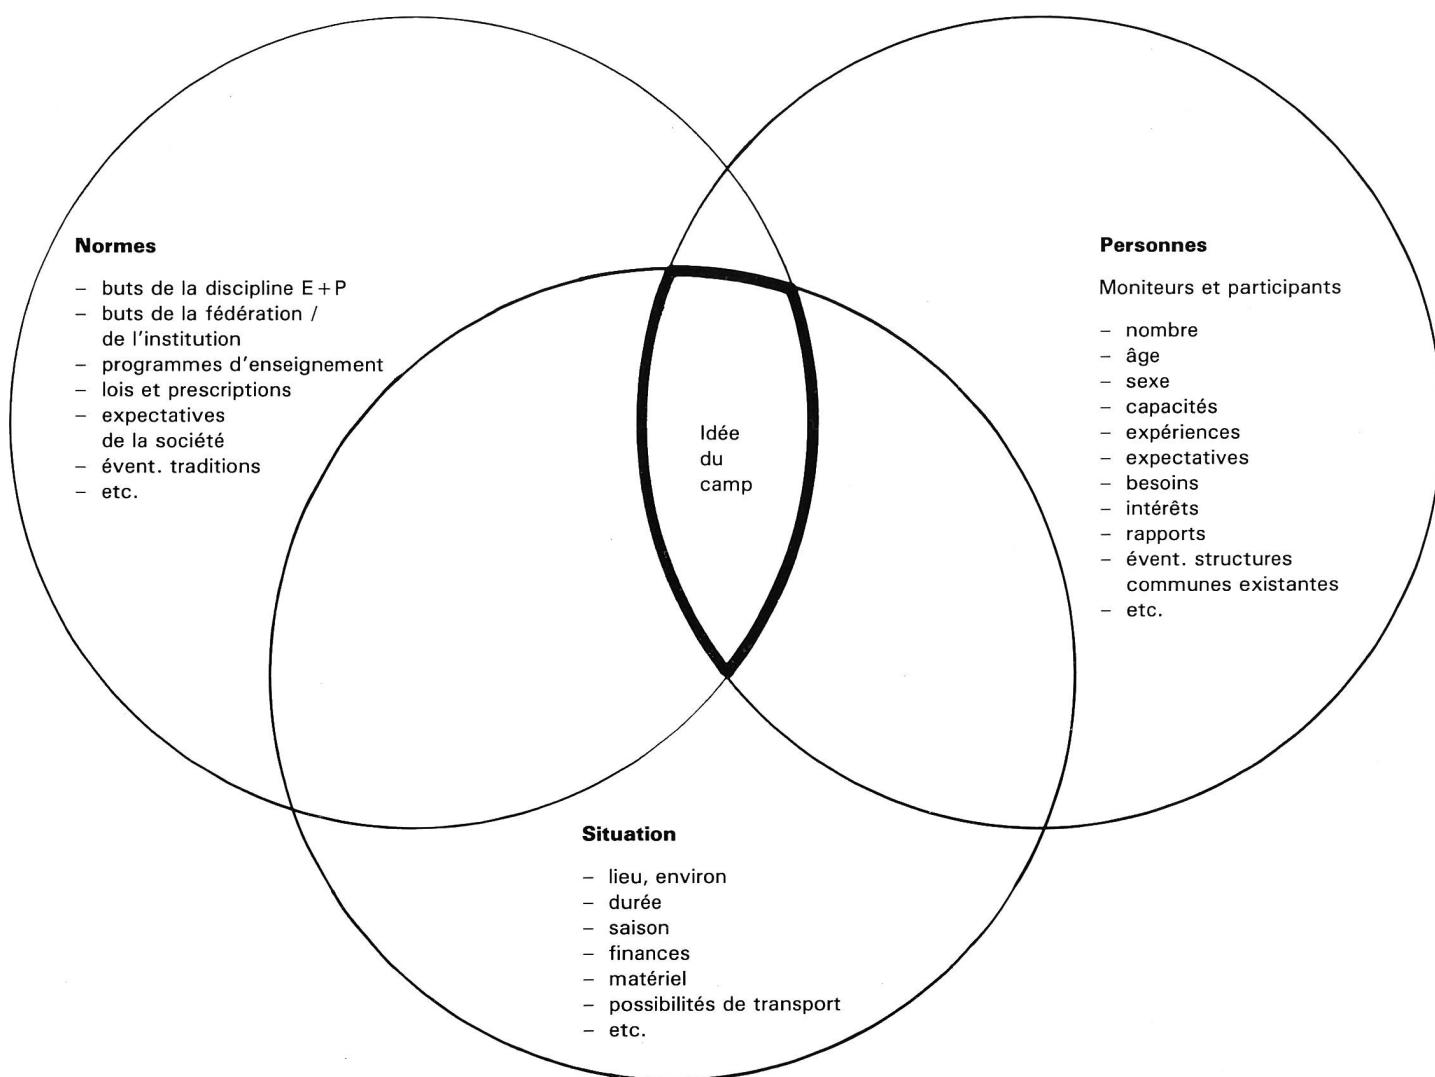 Normes
– buts de la discipline E+P
– buts de la fédération /
de l'institution
– programmes d'enseignement
– lois et prescriptions
– expectatives
de la société
– évent. traditions
– etc.
Personnes
Moniteurs et participants
– nombre
– âge
– sexe
– capacités
– expériences
– expectatives
– besoins
– intérêts
– rapports
– évent. structures
communes existantes
– etc.
Idée
du
camp
Situation
– lieu, environ
– durée
– saison
– finances
– matériel
– possibilités de transport
– etc.